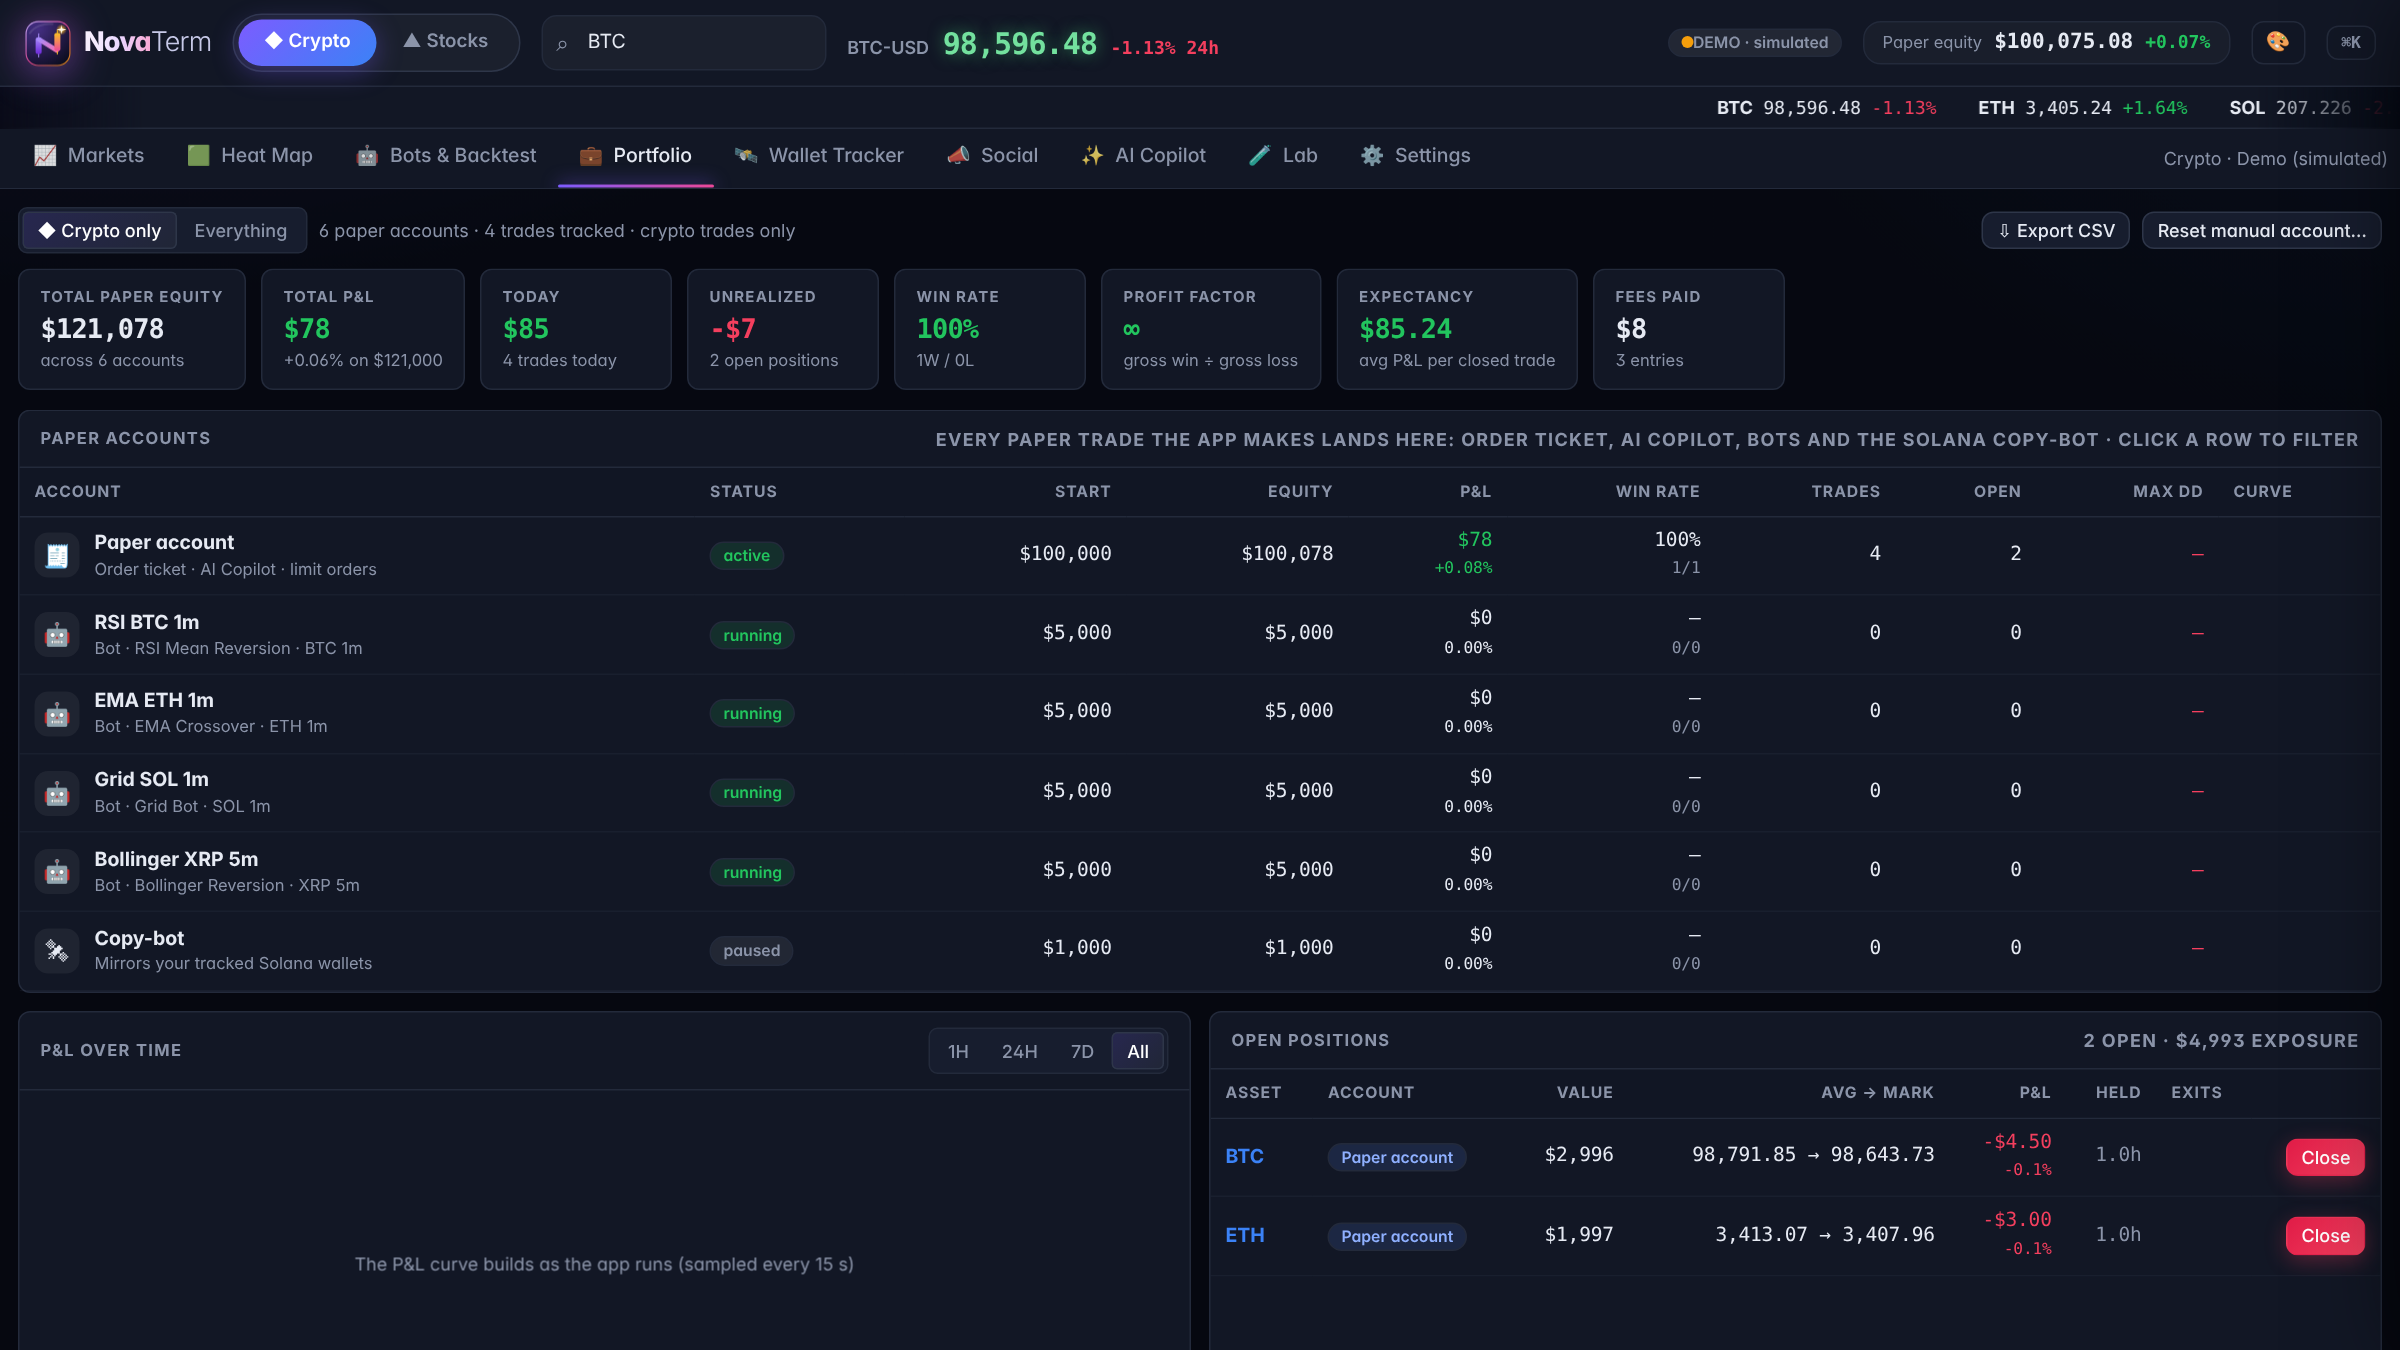 NovaTerm
◆ Crypto
▲ Stocks
BTC
BTC-USD 98,596.48 -1.13% 24h
DEMO · simulated
Paper equity $100,075.08 +0.07%
⌘K
BTC 98,596.48 -1.13% ETH 3,405.24 +1.64% SOL 207.226
Markets
Heat Map
Bots & Backtest
Portfolio
Wallet Tracker
Social
AI Copilot
Lab
Settings
Crypto · Demo (simulated)
◆ Crypto only
Everything
6 paper accounts · 4 trades tracked · crypto trades only
⇩ Export CSV
Reset manual account...
TOTAL PAPER EQUITY
$121,078
across 6 accounts
TOTAL P&L
$78
+0.06% on $121,000
TODAY
$85
4 trades today
UNREALIZED
-$7
2 open positions
WIN RATE
100%
1W / 0L
PROFIT FACTOR
∞
gross win ÷ gross loss
EXPECTANCY
$85.24
avg P&L per closed trade
FEES PAID
$8
3 entries
PAPER ACCOUNTS
EVERY PAPER TRADE THE APP MAKES LANDS HERE: ORDER TICKET, AI COPILOT, BOTS AND THE SOLANA COPY-BOT · CLICK A ROW TO FILTER
ACCOUNT STATUS START EQUITY P&L WIN RATE TRADES OPEN MAX DD CURVE
Paper account active $100,000 $100,078 $78 100% 4 2 —
Order ticket · AI Copilot · limit orders +0.08% 1/1
RSI BTC 1m running $5,000 $5,000 $0 — 0 0 —
Bot · RSI Mean Reversion · BTC 1m 0.00% 0/0
EMA ETH 1m running $5,000 $5,000 $0 — 0 0 —
Bot · EMA Crossover · ETH 1m 0.00% 0/0
Grid SOL 1m running $5,000 $5,000 $0 — 0 0 —
Bot · Grid Bot · SOL 1m 0.00% 0/0
Bollinger XRP 5m running $5,000 $5,000 $0 — 0 0 —
Bot · Bollinger Reversion · XRP 5m 0.00% 0/0
Copy-bot paused $1,000 $1,000 $0 — 0 0 —
Mirrors your tracked Solana wallets 0.00% 0/0
P&L OVER TIME
1H 24H 7D All
The P&L curve builds as the app runs (sampled every 15 s)
OPEN POSITIONS
2 OPEN · $4,993 EXPOSURE
ASSET ACCOUNT VALUE AVG → MARK P&L HELD EXITS
BTC Paper account $2,996 98,791.85 → 98,643.73 -$4.50 1.0h Close
-0.1%
ETH Paper account $1,997 3,413.07 → 3,407.96 -$3.00 1.0h Close
-0.1%